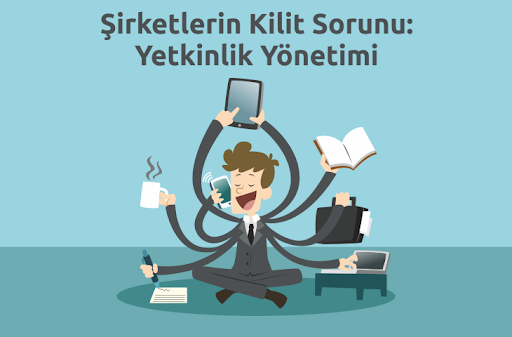 Şirketlerin Kilit Sorunu:
Yetkinlik Yönetimi